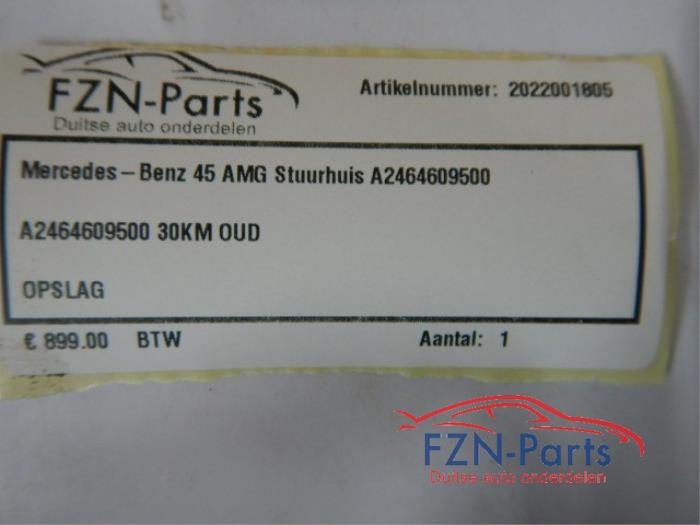 FZN-Parts
Duitse auto onderdelen
Artikelnummer: 2022001805
Mercedes-Benz 45 AMG Stuurhuis A2464609500
A2464609500 30KM OUD
OPSLAG
€ 899.00 BTW
Aantal: 1
FZN-Parts
Duitse auto onderdelen